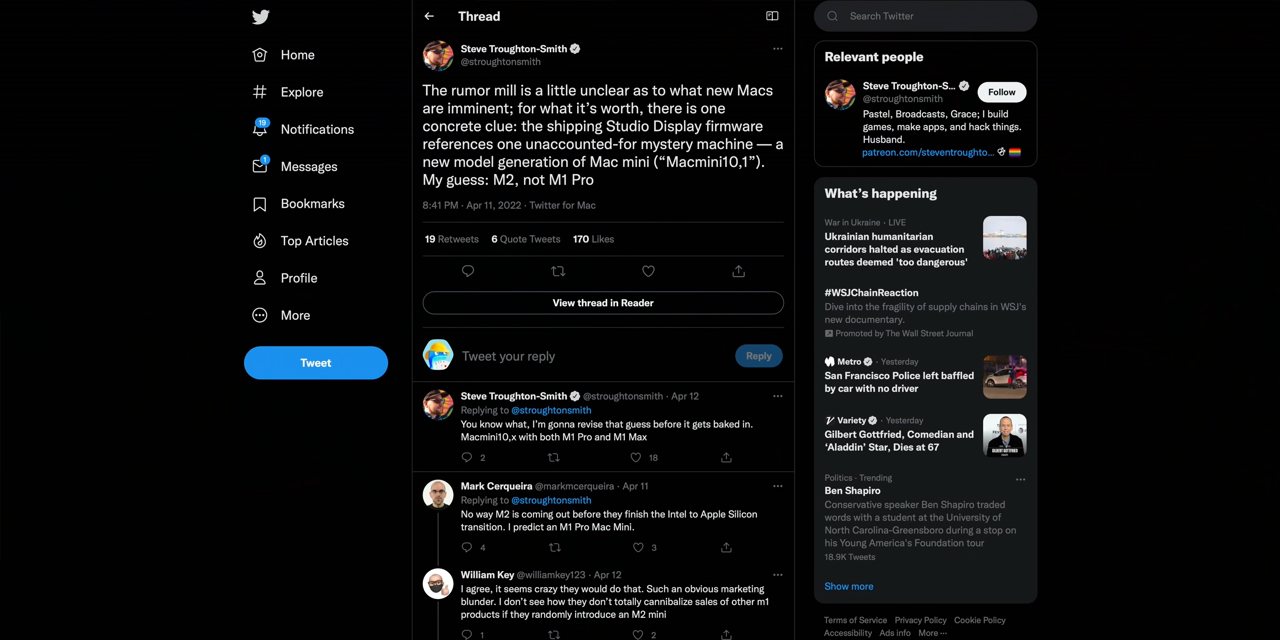 Home
Explore
19
Notifications
1
Messages
Bookmarks
Top Articles
Profile
More
Tweet
Thread
Steve Troughton-Smith
@stroughtonsmith
The rumor mill is a little unclear as to what new Macs
are imminent; for what it’s worth, there is one
concrete clue: the shipping Studio Display firmware
references one unaccounted-for mystery machine — a
new model generation of Mac mini (“Macmini10,1”).
My guess: M2, not M1 Pro
8:41 PM · Apr 11, 2022 · Twitter for Mac
19 Retweets 6 Quote Tweets 170 Likes
View thread in Reader
Tweet your reply
Reply
Steve Troughton-Smith @stroughtonsmith · Apr 12
Replying to @stroughtonsmith
You know what, I’m gonna revise that guess before it gets baked in.
Macmini10,x with both M1 Pro and M1 Max
2 18
Mark Cerqueira @markmcerqueira · Apr 11
Replying to @stroughtonsmith
No way M2 is coming out before they finish the Intel to Apple Silicon
transition. I predict an M1 Pro Mac Mini.
4 3
William Key @williamkey123 · Apr 12
I agree, it seems crazy they would do that. Such an obvious marketing
blunder. I don’t see how they don’t totally cannibalize sales of other m1
products if they randomly introduce an M2 mini
1 2
Search Twitter
Relevant people
Steve Troughton-S...
@stroughtonsmith
Follow
Pastel, Broadcasts, Grace; I build
games, make apps, and hack things.
Husband.
patreon.com/steventroughto...
What’s happening
War in Ukraine · LIVE
Ukrainian humanitarian
corridors halted as evacuation
routes deemed 'too dangerous'
#WSJChainReaction
Dive into the fragility of supply chains in WSJ's
new documentary.
Promoted by The Wall Street Journal
Metro · Yesterday
San Francisco Police left baffled
by car with no driver
Variety · Yesterday
Gilbert Gottfried, Comedian and
‘Aladdin’ Star, Dies at 67
Politics · Trending
Ben Shapiro
Conservative speaker Ben Shapiro traded
words with a student at the University of
North Carolina-Greensboro during a stop on
his Young America’s Foundation tour
18.9K Tweets
Show more
Terms of Service Privacy Policy Cookie Policy
Accessibility Ads info More ···